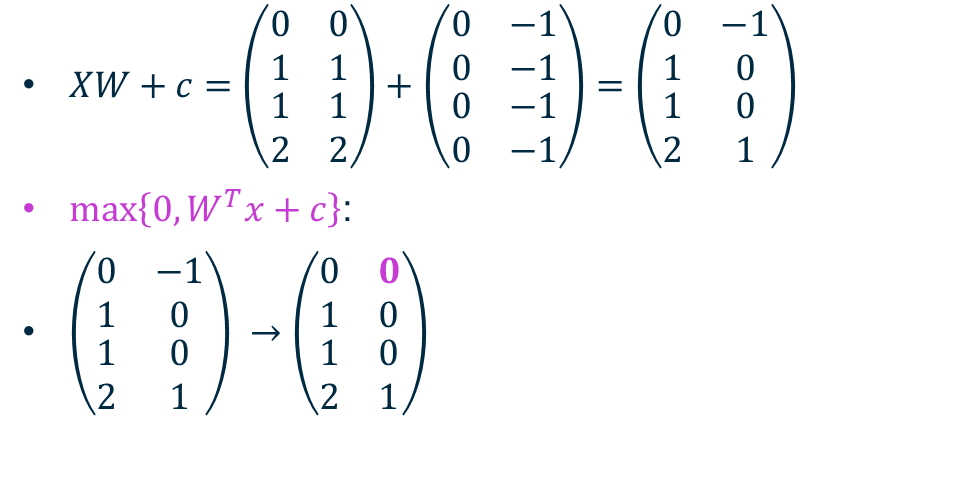 • XW + c = (0 0; 1 1; 1 1; 2 2) + (0 −1; 0 −1; 0 −1; 0 −1) = (0 −1; 1 0; 1 0; 2 1)
• max{0, Wᵀx + c}:
• (0 −1; 1 0; 1 0; 2 1) → (0 0; 1 0; 1 0; 2 1)